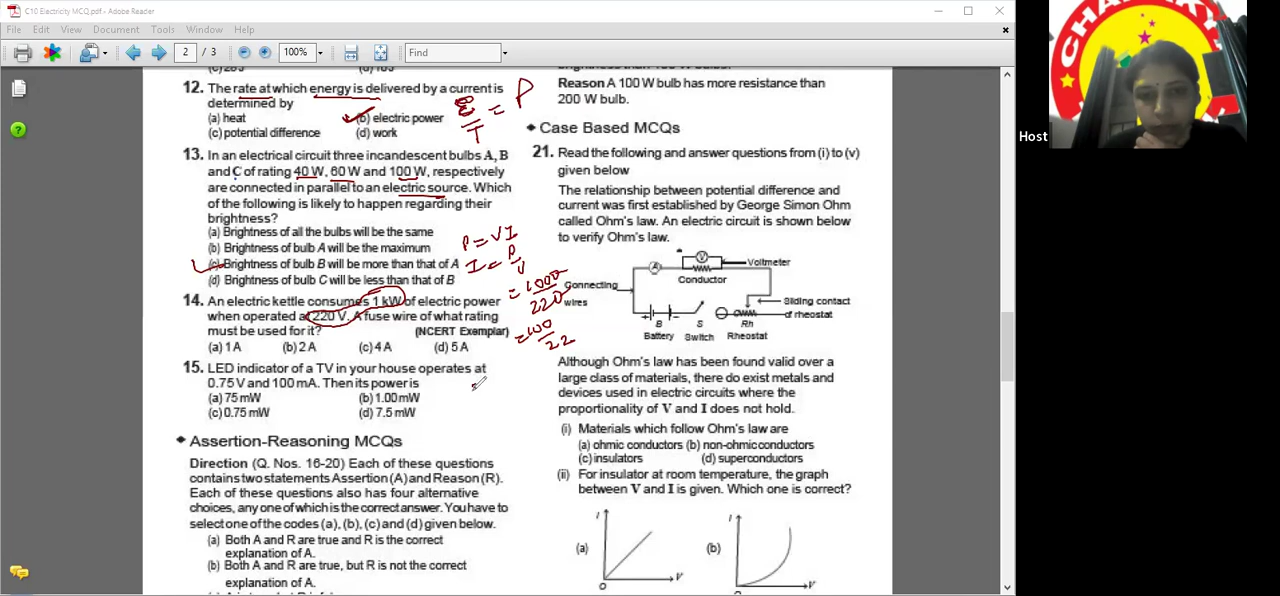 C10 Electricity MCQ.pdf - Adobe Reader
File Edit View Document Tools Window Help
2 / 3 100% Find
12. The rate at which energy is delivered by a current is
determined by
(a) heat (b) electric power
(c) potential difference (d) work
E/T = P
13. In an electrical circuit three incandescent bulbs A, B
and C of rating 40 W, 60 W and 100 W, respectively
are connected in parallel to an electric source. Which
of the following is likely to happen regarding their
brightness?
(a) Brightness of all the bulbs will be the same
(b) Brightness of bulb A will be the maximum
(c) Brightness of bulb B will be more than that of A
(d) Brightness of bulb C will be less than that of B
P = VI
I = P/V
= 1000/220
= 100/22
14. An electric kettle consumes 1 kW of electric power
when operated at 220 V. A fuse wire of what rating
must be used for it? (NCERT Exemplar)
(a) 1 A (b) 2 A (c) 4 A (d) 5 A
15. LED indicator of a TV in your house operates at
0.75 V and 100 mA. Then its power is
(a) 75 mW (b) 1.00 mW
(c) 0.75 mW (d) 7.5 mW
Assertion-Reasoning MCQs
Direction (Q. Nos. 16-20) Each of these questions
contains two statements Assertion (A) and Reason (R).
Each of these questions also has four alternative
choices, any one of which is the correct answer. You have to
select one of the codes (a), (b), (c) and (d) given below.
(a) Both A and R are true and R is the correct
explanation of A.
(b) Both A and R are true, but R is not the correct
explanation of A.
Reason A 100 W bulb has more resistance than
200 W bulb.
Case Based MCQs
21. Read the following and answer questions from (i) to (v)
given below
The relationship between potential difference and
current was first established by George Simon Ohm
called Ohm's law. An electric circuit is shown below
to verify Ohm's law.
V
Voltmeter
A
Conductor
Connecting
wires
Sliding contact
of rheostat
B S Rh
Battery Switch Rheostat
Although Ohm's law has been found valid over a
large class of materials, there do exist metals and
devices used in electric circuits where the
proportionality of V and I does not hold.
(i) Materials which follow Ohm's law are
(a) ohmic conductors (b) non-ohmic conductors
(c) insulators (d) superconductors
(ii) For insulator at room temperature, the graph
between V and I is given. Which one is correct?
I I
(a) (b)
O V V
Host